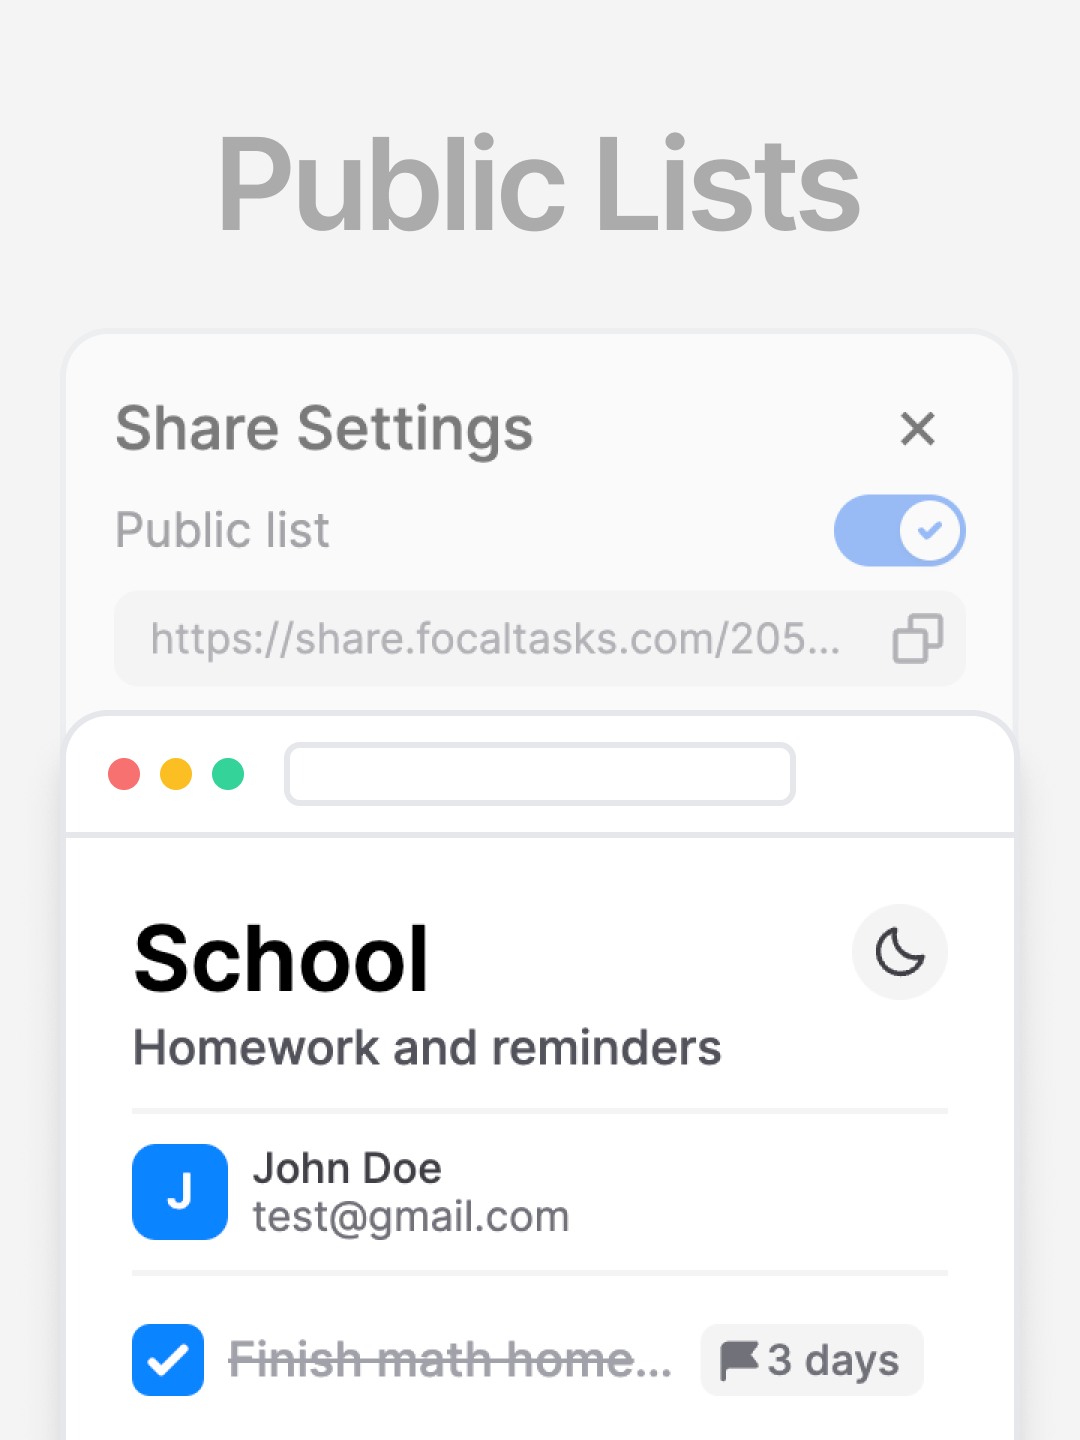 Public Lists
Share Settings
Public list
https://share.focaltasks.com/205...
School
Homework and reminders
J
John Doe
test@gmail.com
Finish math home...
3 days